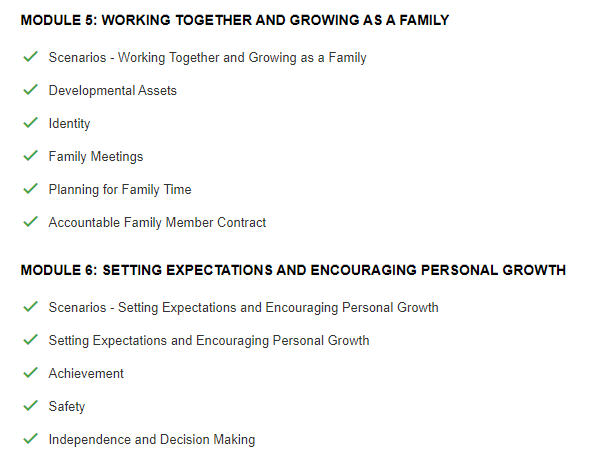 MODULE 5: WORKING TOGETHER AND GROWING AS A FAMILY
Scenarios - Working Together and Growing as a Family
Developmental Assets
Identity
Family Meetings
Planning for Family Time
Accountable Family Member Contract
MODULE 6: SETTING EXPECTATIONS AND ENCOURAGING PERSONAL GROWTH
Scenarios - Setting Expectations and Encouraging Personal Growth
Setting Expectations and Encouraging Personal Growth
Achievement
Safety
Independence and Decision Making